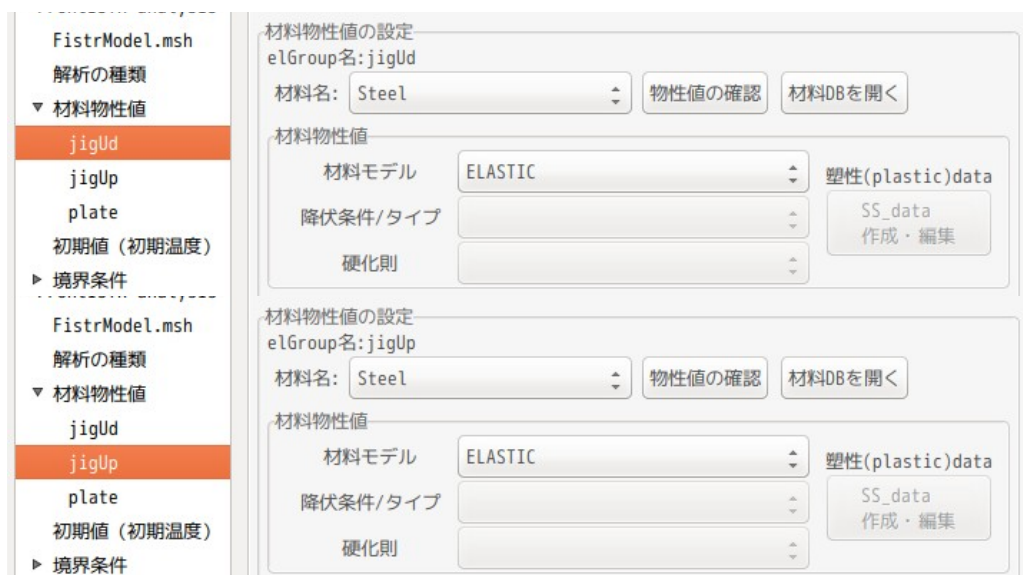 FistrModel.msh
解析の種類
▼ 材料物性値
jigUd
jigUp
plate
初期値（初期温度）
▶ 境界条件
材料物性値の設定
elGroup名:jigUd
材料名: Steel 物性値の確認 材料DBを開く
材料物性値
材料モデル ELASTIC 塑性(plastic)data
降伏条件/タイプ SS_data
作成・編集
硬化則
FistrModel.msh
解析の種類
▼ 材料物性値
jigUd
jigUp
plate
初期値（初期温度）
▶ 境界条件
材料物性値の設定
elGroup名:jigUp
材料名: Steel 物性値の確認 材料DBを開く
材料物性値
材料モデル ELASTIC 塑性(plastic)data
降伏条件/タイプ SS_data
作成・編集
硬化則